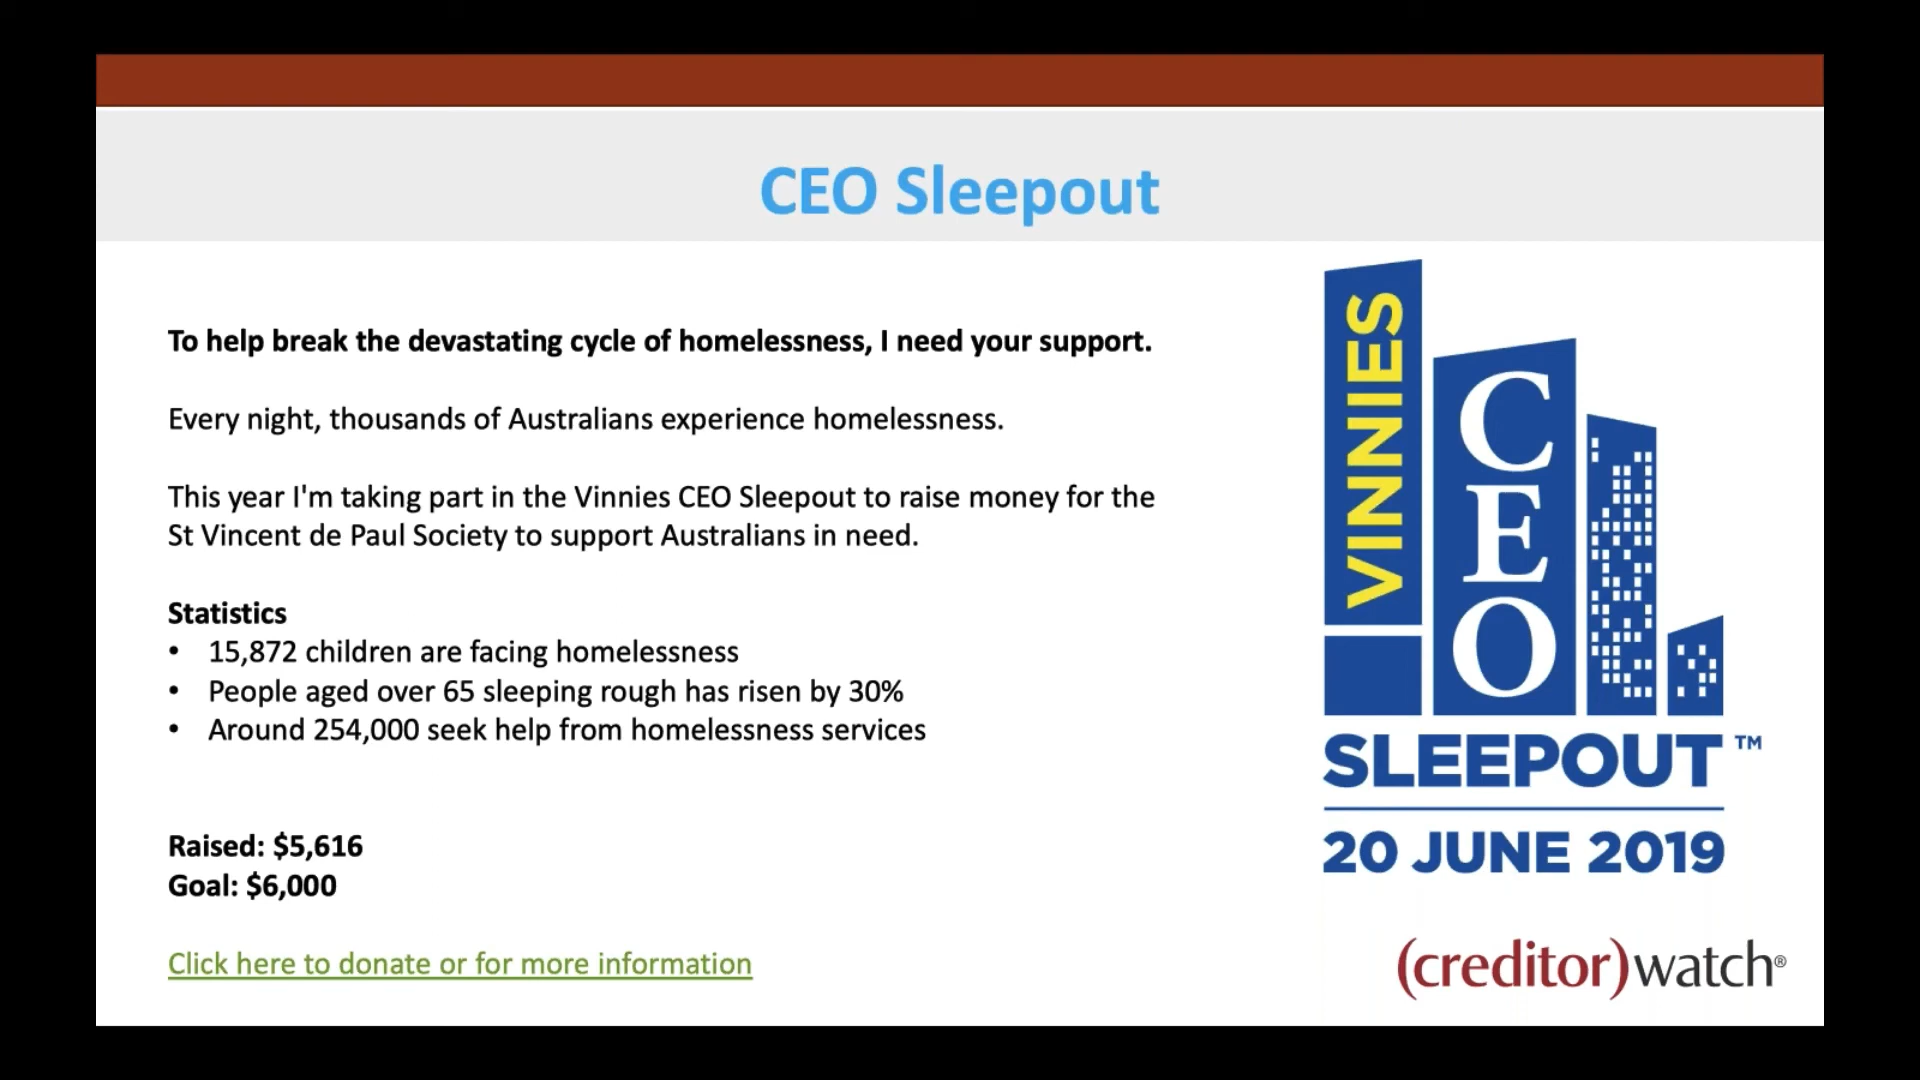 CEO Sleepout
To help break the devastating cycle of homelessness, I need your support.
Every night, thousands of Australians experience homelessness.
This year I'm taking part in the Vinnies CEO Sleepout to raise money for the
St Vincent de Paul Society to support Australians in need.
Statistics
• 15,872 children are facing homelessness
• People aged over 65 sleeping rough has risen by 30%
• Around 254,000 seek help from homelessness services
Raised: $5,616
Goal: $6,000
Click here to donate or for more information
VINNIES
CEO
SLEEPOUT™
20 JUNE 2019
(creditor)watch®